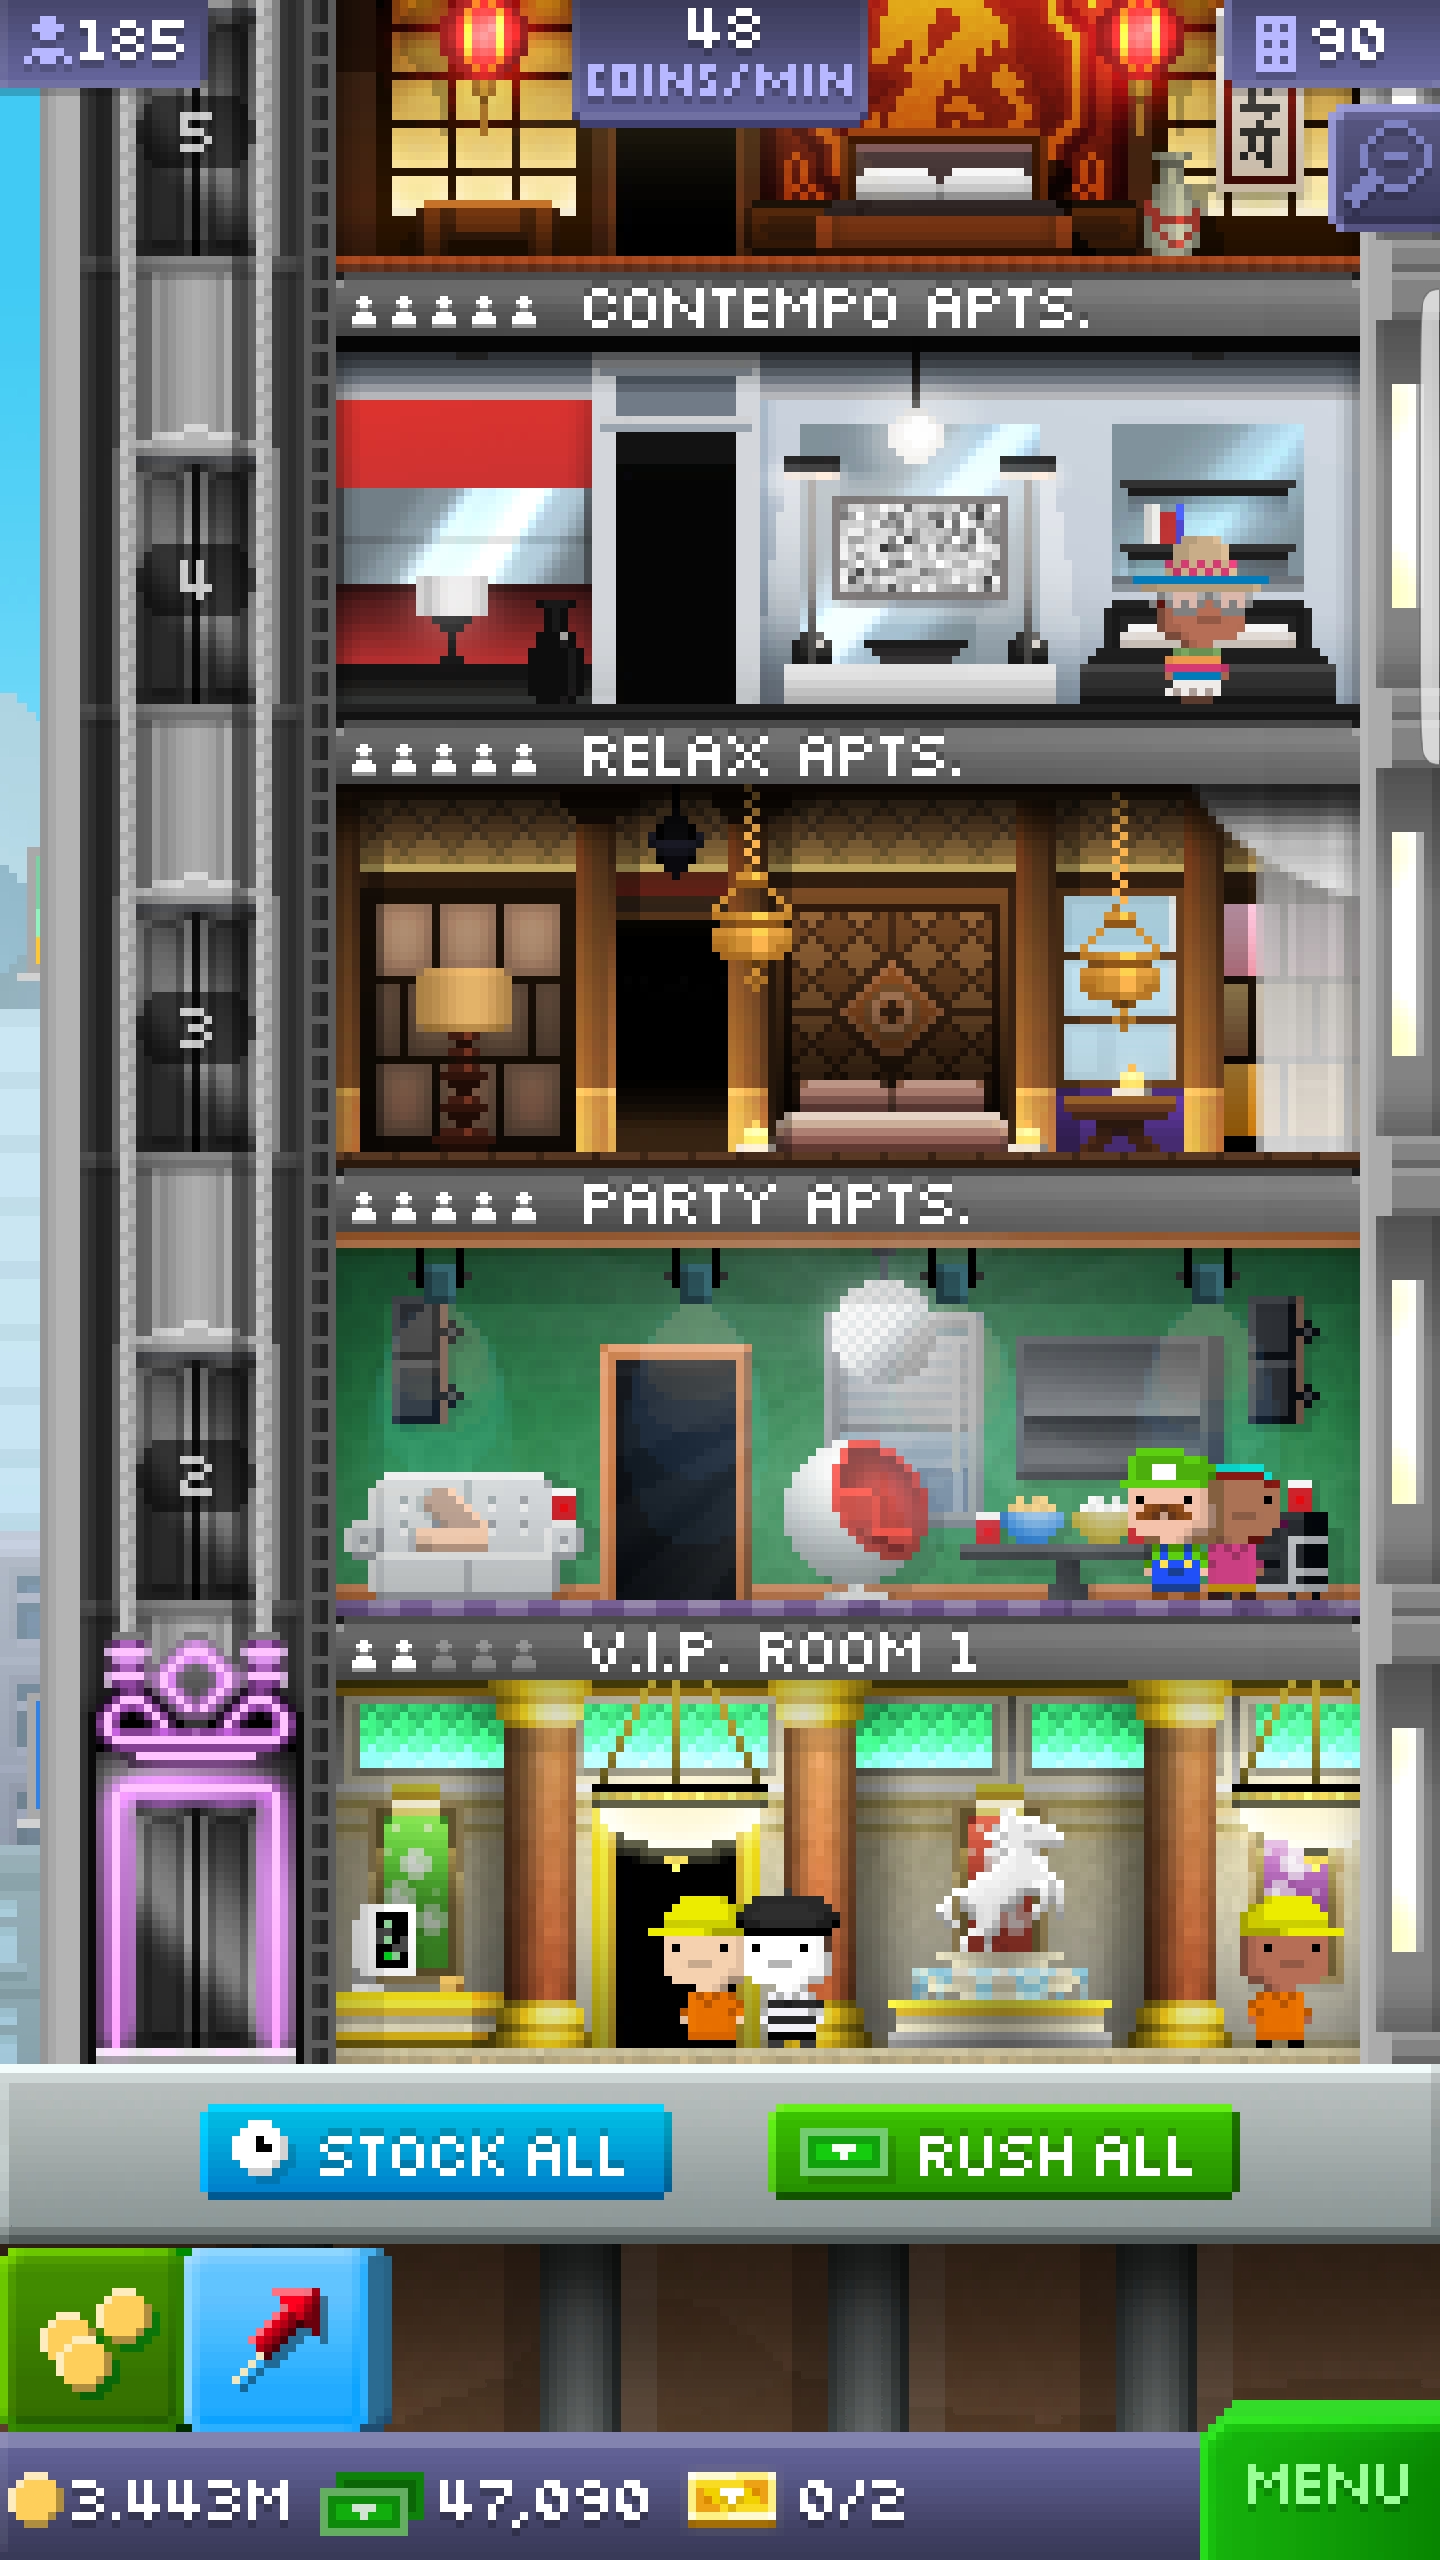 185
48
COINS/MIN
90
5
CONTEMPO APTS.
4
RELAX APTS.
3
PARTY APTS.
2
V.I.P. ROOM 1
STOCK ALL
RUSH ALL
3.443M
47,090
0/2
MENU